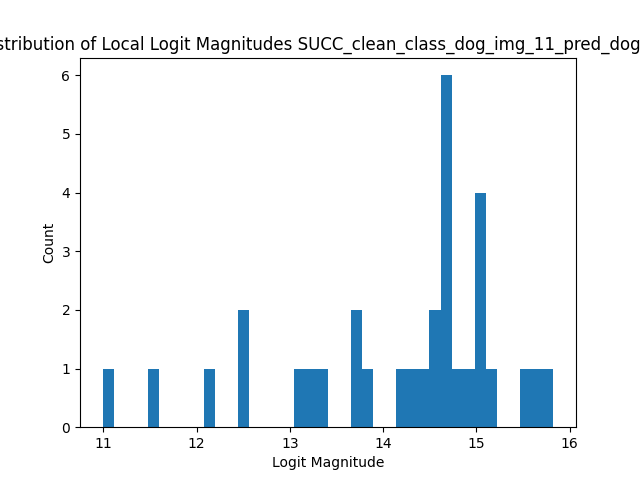 stribution of Local Logit Magnitudes SUCC_clean_class_dog_img_11_pred_dog
6
5
4
3
2
1
0
Count
11 12 13 14 15 16
Logit Magnitude